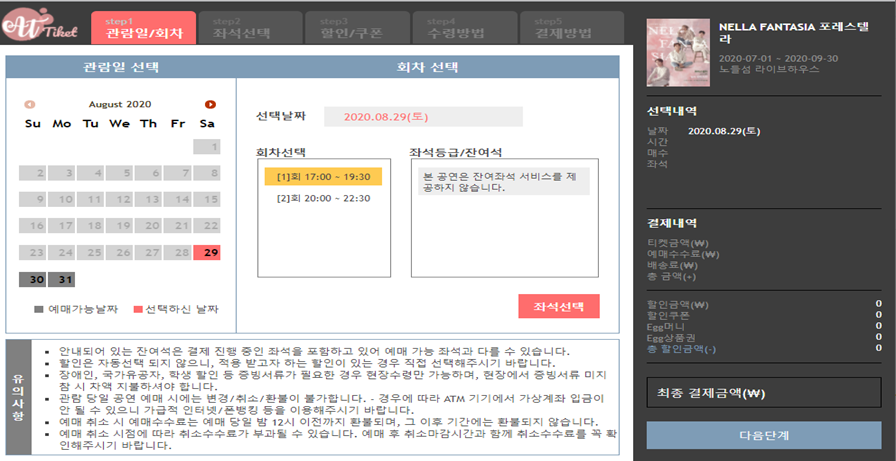 AT Tiket
step1
관람일/회차
step2
좌석선택
step3
할인/쿠폰
step4
수령방법
step5
결제방법
관람일 선택
회차 선택
August 2020
Su Mo Tu We Th Fr Sa
1
2 3 4 5 6 7 8
9 10 11 12 13 14 15
16 17 18 19 20 21 22
23 24 25 26 27 28 29
30 31
예매가능날짜 선택하신 날짜
선택날짜 2020.08.29(토)
회차선택
[1]회 17:00 ~ 19:30
[2]회 20:00 ~ 22:30
좌석등급/잔여석
본 공연은 잔여좌석 서비스를 제
공하지 않습니다.
좌석선택
유의사항
안내되어 있는 잔여석은 결제 진행 중인 좌석을 포함하고 있어 예매 가능 좌석과 다를 수 있습니다.
할인은 자동선택 되지 않으니, 적용 받고자 하는 할인이 있는 경우 직접 선택해주시기 바랍니다.
장애인, 국가유공자, 학생 할인 등 증빙서류가 필요한 경우 현장수령만 가능하며, 현장에서 증빙서류 미지
참 시 차액 지불하셔야 합니다.
관람 당일 공연 예매 시에는 변경/취소/환불이 불가합니다. - 경우에 따라 ATM 기기에서 가상계좌 입금이
안 될 수 있으니 가급적 인터넷/폰뱅킹 등을 이용해주시기 바랍니다.
예매 취소 시 예매수수료는 예매 당일 밤 12시 이전까지 환불되며, 그 이후 기간에는 환불되지 않습니다.
예매 취소 시점에 따라 취소수수료가 부과될 수 있습니다. 예매 후 취소마감시간과 함께 취소수수료를 꼭 확
인해주시기 바랍니다.
NELLA FANTASIA 포레스텔
라
2020-07-01 ~ 2020-09-30
노들섬 라이브하우스
선택내역
날짜 2020.08.29(토)
시간
매수
좌석
결제내역
티켓금액(₩)
예매수수료(₩)
배송료(₩)
총 금액(+)
할인금액(₩) 0
할인쿠폰 0
Egg머니 0
Egg상품권 0
총 할인금액(-) 0
최종 결제금액(₩)
다음단계